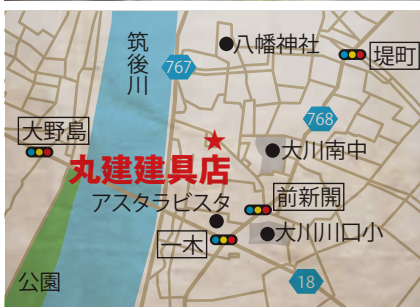 筑後川
767
八幡神社
堤町
768
大野島
大川南中
丸建建具店
アスタラビスタ
前新開
一木
大川川口小
公園
18